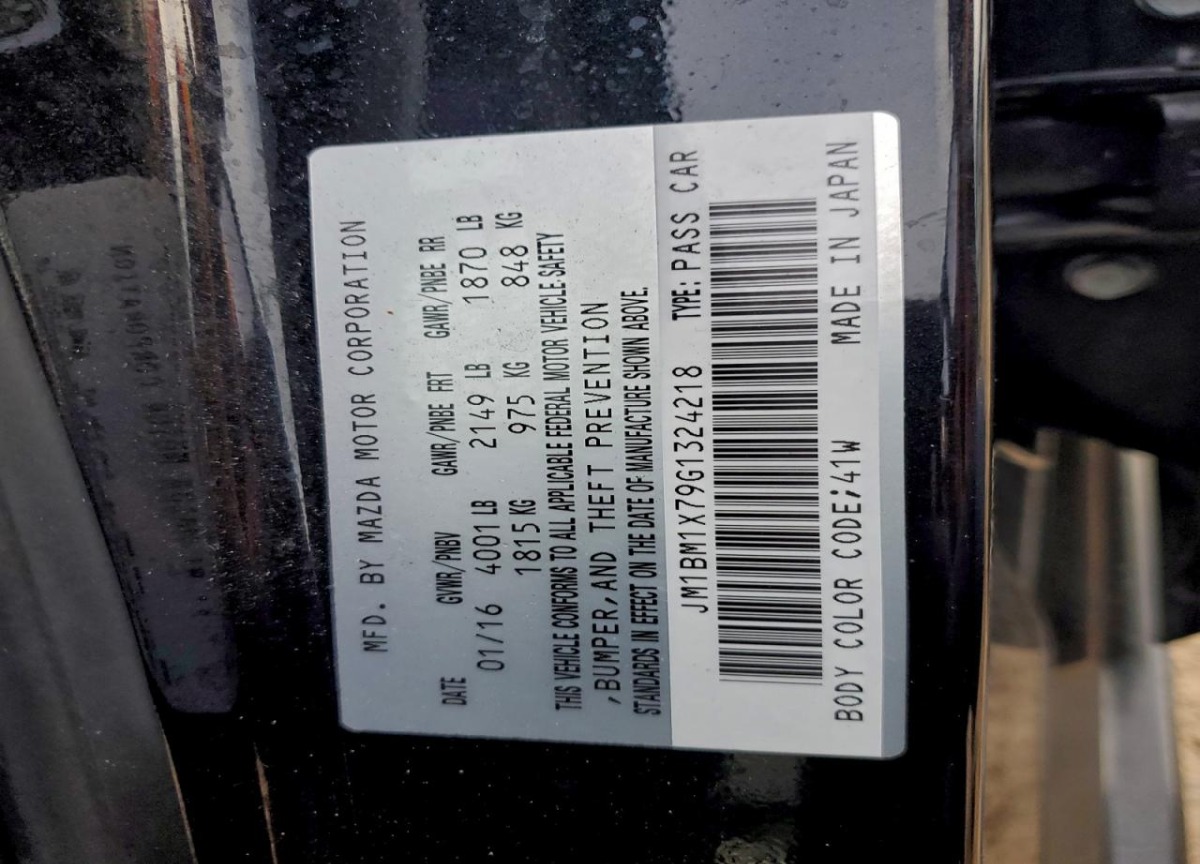 MFD. BY MAZDA MOTOR CORPORATION
DATE GVWR/PNBV GAWR/PNBE FRT GAWR/PNBE RR
01/16 4001 LB 2149 LB 1870 LB
1815 KG 975 KG 848 KG
THIS VEHICLE CONFORMS TO ALL APPLICABLE FEDERAL MOTOR VEHICLE SAFETY
,BUMPER, AND THEFT PREVENTION
STANDARDS IN EFFECT ON THE DATE OF MANUFACTURE SHOWN ABOVE.
JM1BM1X79G1324218 TYPE: PASS CAR
BODY COLOR CODE;41W MADE IN JAPAN